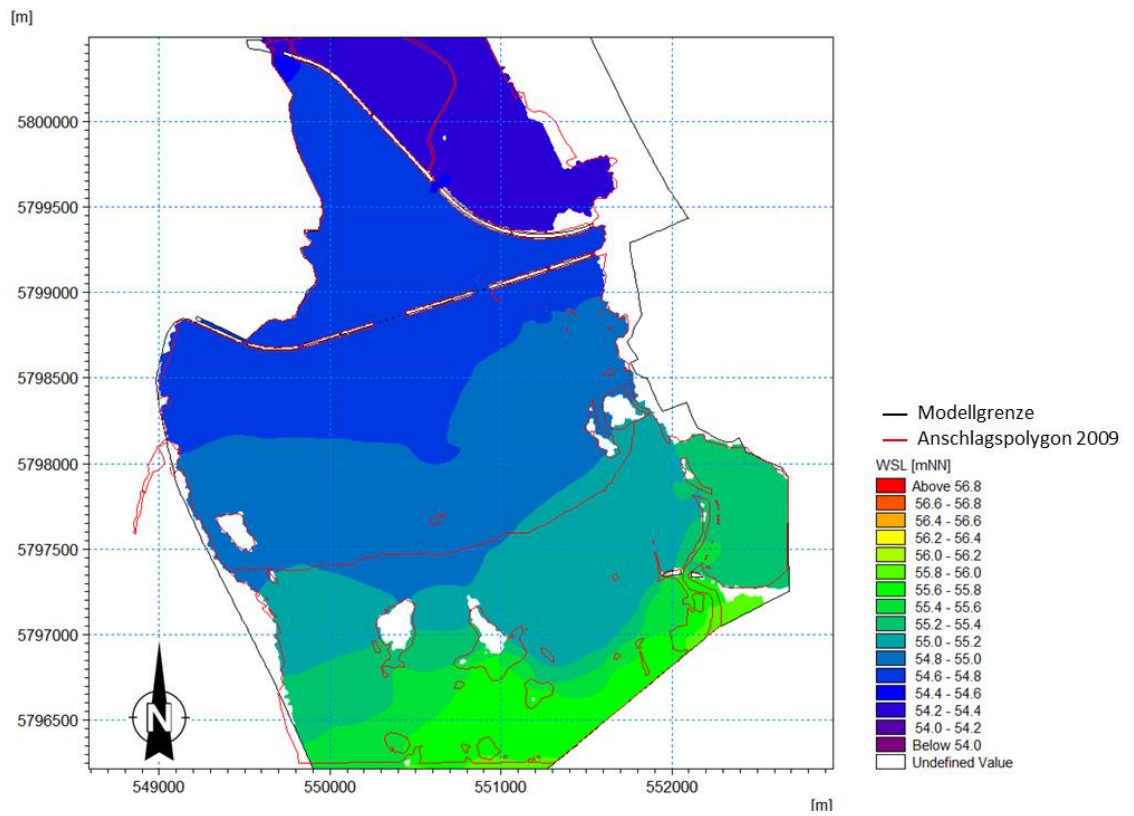 [m]
5800000
5799500
5799000
5798500
5798000
5797500
5797000
5796500
N
549000
550000
551000
552000
[m]
Modellgrenze
Anschlagspolygon 2009
WSL [mNN]
Above 56.8
56.6 - 56.8
56.4 - 56.6
56.2 - 56.4
56.0 - 56.2
55.8 - 56.0
55.6 - 55.8
55.4 - 55.6
55.2 - 55.4
55.0 - 55.2
54.8 - 55.0
54.6 - 54.8
54.4 - 54.6
54.2 - 54.4
54.0 - 54.2
Below 54.0
Undefined Value